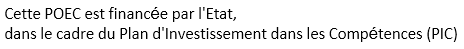 Cette POEC est financée par l'Etat,
dans le cadre du Plan d'Investissement dans les Compétences (PIC)